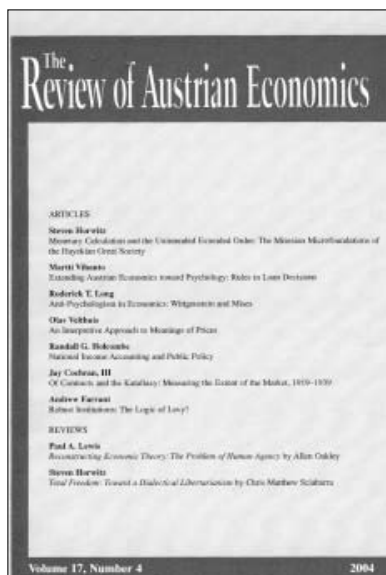 The
Review of Austrian Economics
ARTICLES
Steven Horwitz
Monetary Calculation and the Unintended Extended Order: The Misesian Microfoundations of
the Hayekian Great Society
Martti Vihanto
Extending Austrian Economics toward Psychology: Rules in Loan Decisions
Roderick T. Long
Anti-Psychologism in Economics: Wittgenstein and Mises
Olav Velthuis
An Interpretive Approach to Meanings of Prices
Randall G. Holcombe
National Income Accounting and Public Policy
Jay Cochran, III
Of Contracts and the Katallaxy: Measuring the Extent of the Market, 1919–1939
Andrew Farrant
Robust Institutions: The Logic of Levy?
REVIEWS
Paul A. Lewis
Reconstructing Economic Theory: The Problem of Human Agency by Allen Oakley
Steven Horwitz
Total Freedom: Toward a Dialectical Libertarianism by Chris Matthew Sciabarra
Volume 17, Number 4 2004